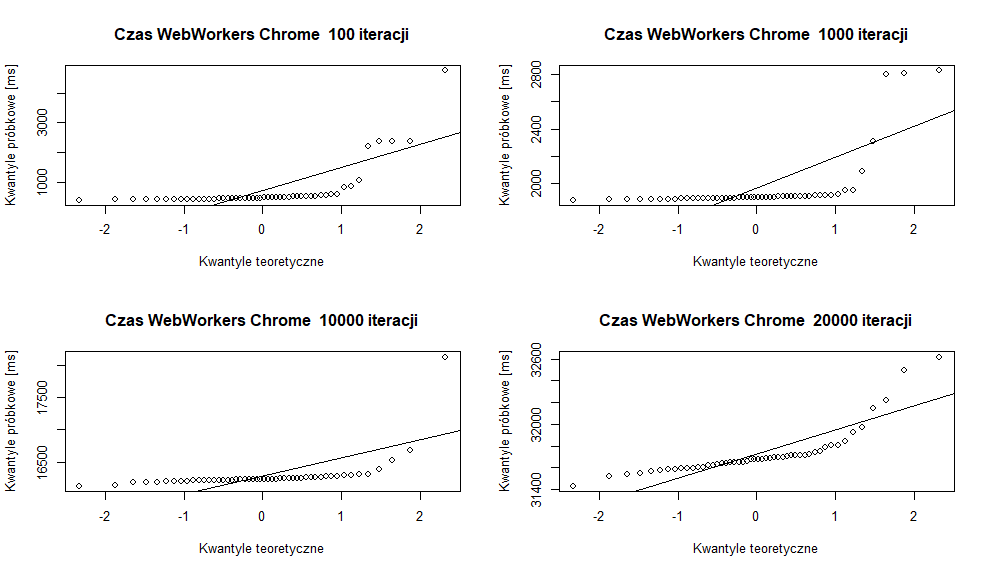 Czas WebWorkers Chrome  100 iteracji
Kwantyle próbkowe [ms]
3000
1000
-2 -1 0 1 2
Kwantyle teoretyczne
Czas WebWorkers Chrome  1000 iteracji
Kwantyle próbkowe [ms]
2800
2400
2000
-2 -1 0 1 2
Kwantyle teoretyczne
Czas WebWorkers Chrome  10000 iteracji
Kwantyle próbkowe [ms]
17500
16500
-2 -1 0 1 2
Kwantyle teoretyczne
Czas WebWorkers Chrome  20000 iteracji
Kwantyle próbkowe [ms]
32600
32000
31400
-2 -1 0 1 2
Kwantyle teoretyczne